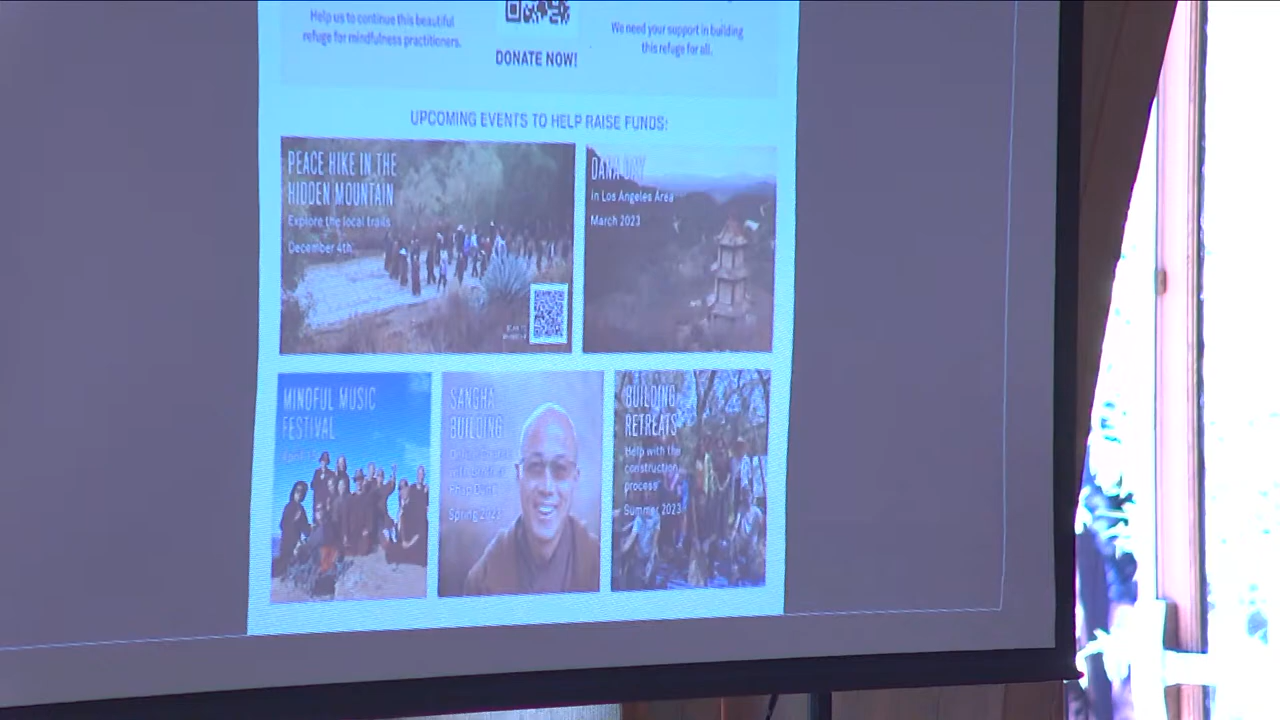 Help us to continue this beautiful
refuge for mindfulness practitioners.
DONATE NOW!
We need your support in building
this refuge for all.
UPCOMING EVENTS TO HELP RAISE FUNDS:
PEACE HIKE IN THE
HIDDEN MOUNTAIN
Explore the local trails
December 4th
DANA DAY
in Los Angeles Area
March 2023
MINDFUL MUSIC
FESTIVAL
April
SANGHA
BUILDING
Spring 2023
BUILDING
RETREATS
Help with the
construction
process
Summer 2023